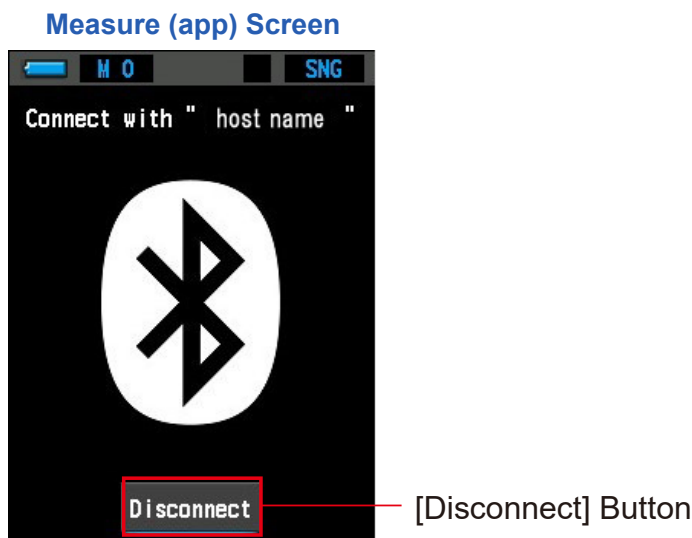 Measure (app) Screen
M 0 SNG
Connect with " host name "
Disconnect
[Disconnect] Button